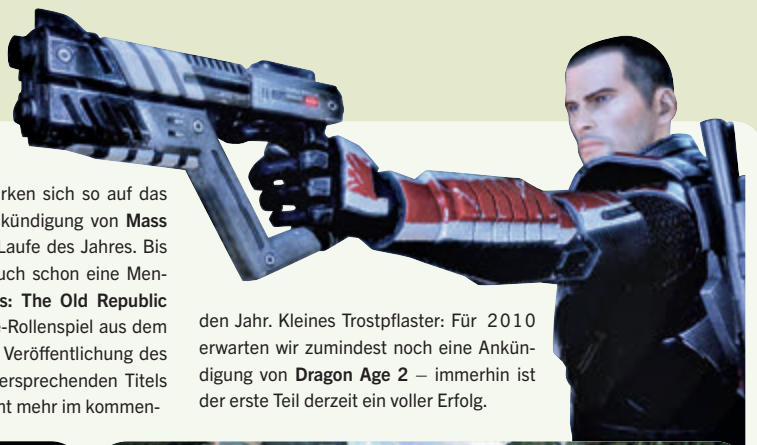 rken sich so auf das
kündigung von Mass
Laufe des Jahres. Bis
uch schon eine Men-
s: The Old Republic
-Rollenspiel aus dem
Veröffentlichung des
ersprechenden Titels
nt mehr im kommen-
den Jahr. Kleines Trostpflaster: Für 2010
erwarten wir zumindest noch eine Ankün-
digung von Dragon Age 2 – immerhin ist
der erste Teil derzeit ein voller Erfolg.